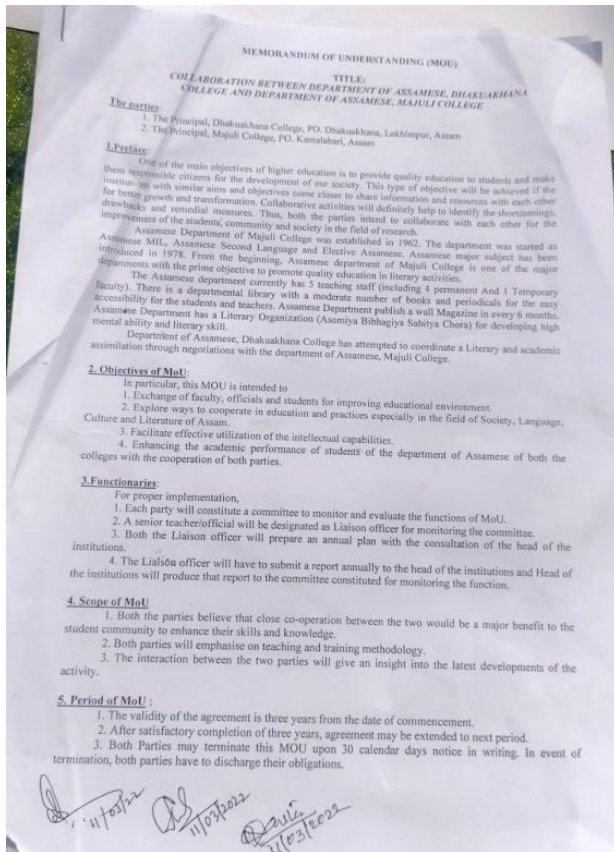 MEMORANDUM OF UNDERSTANDING (MOU)
TITLE:
COLLABORATION BETWEEN DEPARTMENT OF ASSAMESE, DHAKUAKHANA
COLLEGE AND DEPARTMENT OF ASSAMESE, MAJULI COLLEGE
The parties:
1. The Principal, Dhakuakhana College, PO. Dhakuakhana, Lakhimpur, Assam
2. The Principal, Majuli College, PO. Kamalabari, Assam
1.Preface:
One of the main objectives of higher education is to provide quality education to students and make
them responsible citizens for the development of our society. This type of objective will be achieved if the
institutions with similar aims and objectives come closer to share information and resources with each other
for better growth and transformation. Collaborative activities will definitely help to identify the shortcomings,
drawbacks and remedial measures. Thus, both the parties intend to collaborate with each other for the
improvement of the students, community and society in the field of research.
Assamese Department of Majuli College was established in 1962. The department was started as
Assamese MIL, Assamese Second Language and Elective Assamese. Assamese major subject has been
introduced in 1978. From the beginning, Assamese department of Majuli College is one of the major
departments with the prime objective to promote quality education in literary activities.
The Assamese department currently has 5 teaching staff (including 4 permanent And 1 Temporary
faculty). There is a departmental library with a moderate number of books and periodicals for the easy
accessibility for the students and teachers. Assamese Department publish a wall Magazine in every 6 months.
Assamese Department has a Literary Organization (Asomiya Bibhagiya Sahitya Chora) for developing high
mental ability and literary skill.
Department of Assamese, Dhakuakhana College has attempted to coordinate a Literary and academic
assimilation through negotiations with the department of Assamese, Majuli College.
2. Objectives of MoU:
In particular, this MOU is intended to
1. Exchange of faculty, officials and students for improving educational environment.
2. Explore ways to cooperate in education and practices especially in the field of Society, Language,
Culture and Literature of Assam.
3. Facilitate effective utilization of the intellectual capabilities.
4. Enhancing the academic performance of students of the department of Assamese of both the
colleges with the cooperation of both parties.
3.Functionaries:
For proper implementation,
1. Each party will constitute a committee to monitor and evaluate the functions of MoU.
2. A senior teacher/official will be designated as Liaison officer for monitoring the committee.
3. Both the Liaison officer will prepare an annual plan with the consultation of the head of the
institutions.
4. The Liaison officer will have to submit a report annually to the head of the institutions and Head of
the institutions will produce that report to the committee constituted for monitoring the function.
4. Scope of MoU
1. Both the parties believe that close co-operation between the two would be a major benefit to the
student community to enhance their skills and knowledge.
2. Both parties will emphasise on teaching and training methodology.
3. The interaction between the two parties will give an insight into the latest developments of the
activity.
5. Period of MoU :
1. The validity of the agreement is three years from the date of commencement.
2. After satisfactory completion of three years, agreement may be extended to next period.
3. Both Parties may terminate this MOU upon 30 calendar days notice in writing. In event of
termination, both parties have to discharge their obligations.
11/03/22
11/03/2022
11/03/2022